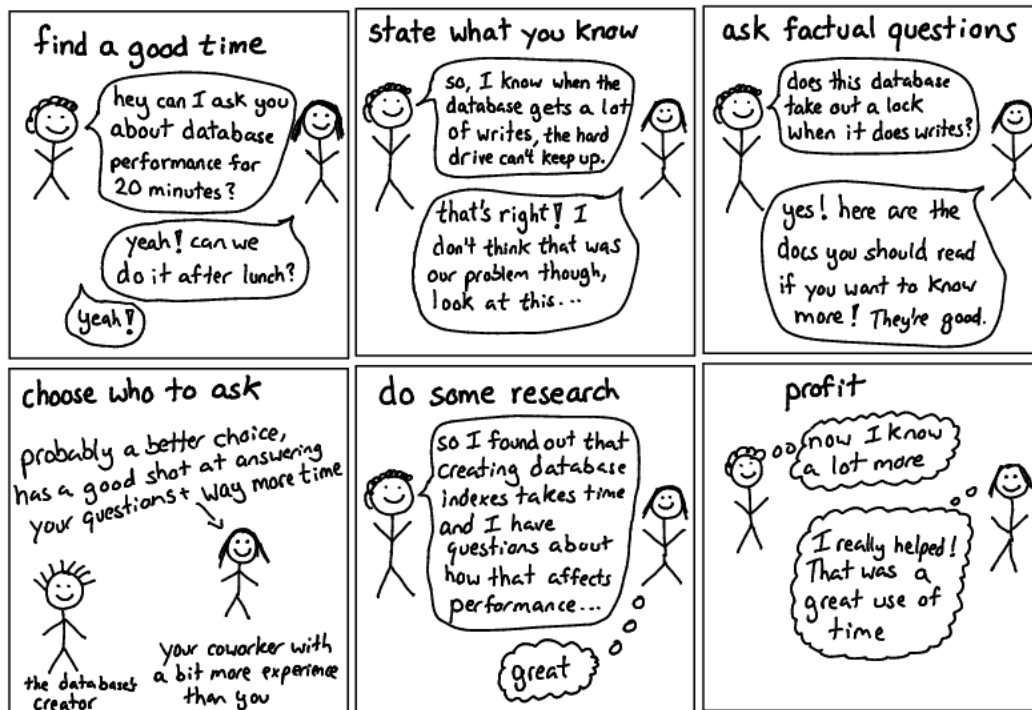 find a good time
hey can I ask you
about database
performance for
20 minutes?
yeah! can we
do it after lunch?
yeah!
state what you know
so, I know when the
database gets a lot
of writes, the hard
drive can't keep up.
that's right! I
don't think that was
our problem though,
look at this...
ask factual questions
does this database
take out a lock
when it does writes?
yes! here are the
docs you should read
if you want to know
more! They're good.
choose who to ask
probably a better choice,
has a good shot at answering
your questions + way more time
the database's
creator
your coworker with
a bit more experience
than you
do some research
so I found out that
creating database
indexes takes time
and I have
questions about
how that affects
performance...
great
profit
now I know
a lot more
I really helped!
That was a
great use of
time